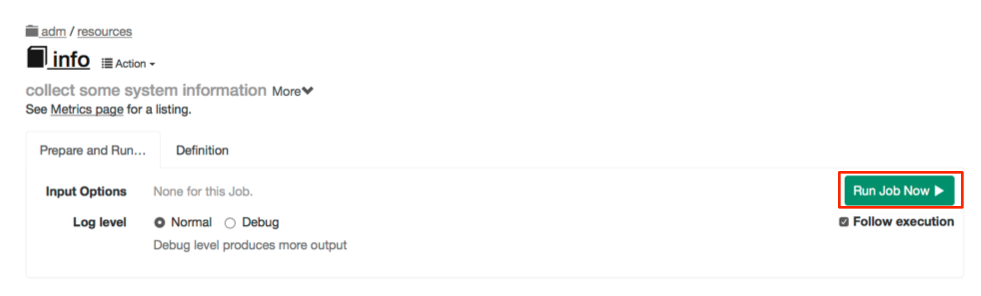 adm / resources
info Action
collect some system information More
See Metrics page for a listing.
Prepare and Run... Definition
Input Options None for this Job. Run Job Now
Log level Normal Debug Follow execution
Debug level produces more output